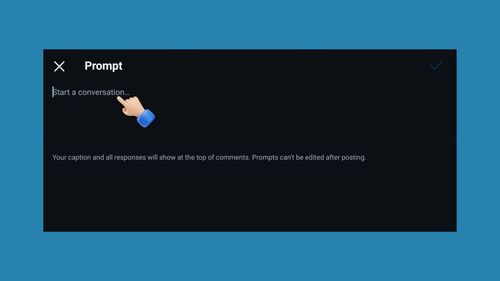 Prompt
Start a conversation...
Your caption and all responses will show at the top of comments. Prompts can't be edited after posting.